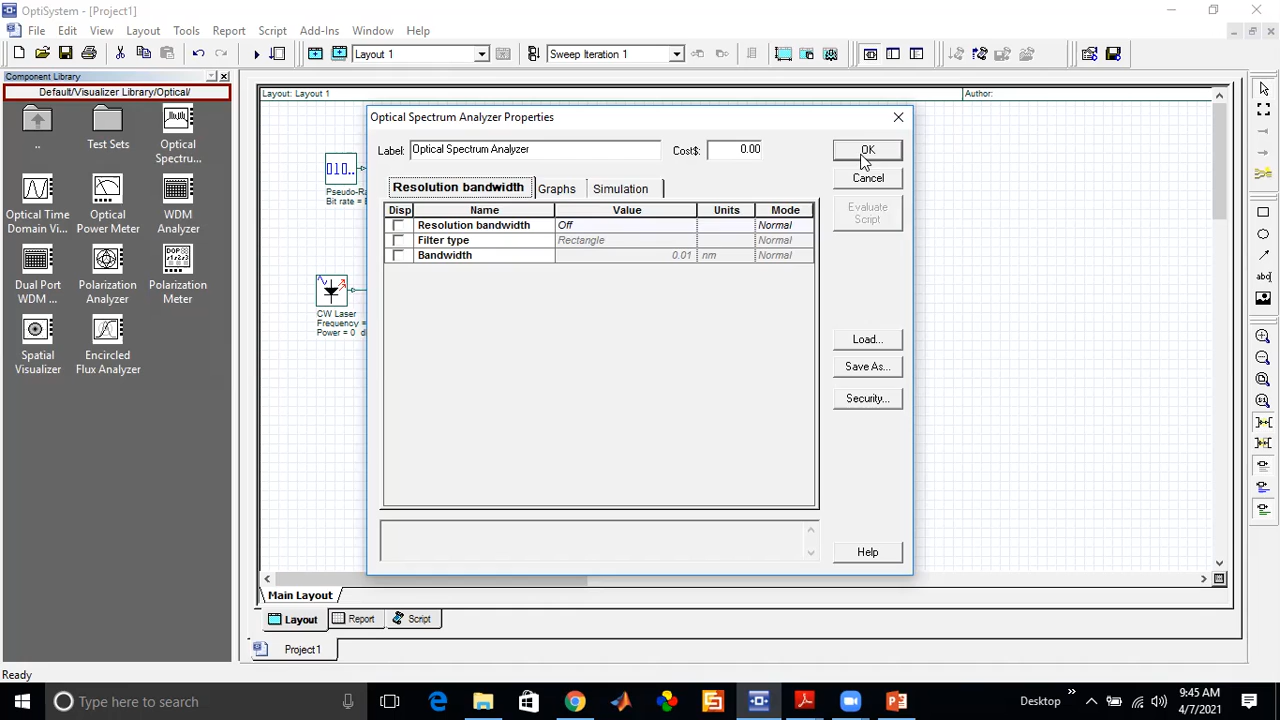 OptiSystem - [Project1]
File Edit View Layout Tools Report Script Add-Ins Window Help
Layout 1
Sweep Iteration 1
Component Library
Default/Visualizer Library/Optical/
..
Test Sets
Optical
Spectru...
Optical Time
Domain Vi...
Optical
Power Meter
WDM
Analyzer
Dual Port
WDM ...
Polarization
Analyzer
Polarization
Meter
Spatial
Visualizer
Encircled
Flux Analyzer
Layout: Layout 1
Author:
010..
Pseudo-Ra
Bit rate = B
CW Laser
Frequency =
Power = 0 d
Optical Spectrum Analyzer Properties
Label: Optical Spectrum Analyzer Cost$: 0.00
Resolution bandwidth Graphs Simulation
Disp Name Value Units Mode
Resolution bandwidth Off Normal
Filter type Rectangle Normal
Bandwidth 0.01 nm Normal
OK
Cancel
Evaluate
Script
Load...
Save As...
Security...
Help
Main Layout
Layout Report Script
Project1
Ready
Type here to search
Desktop
9:45 AM
4/7/2021